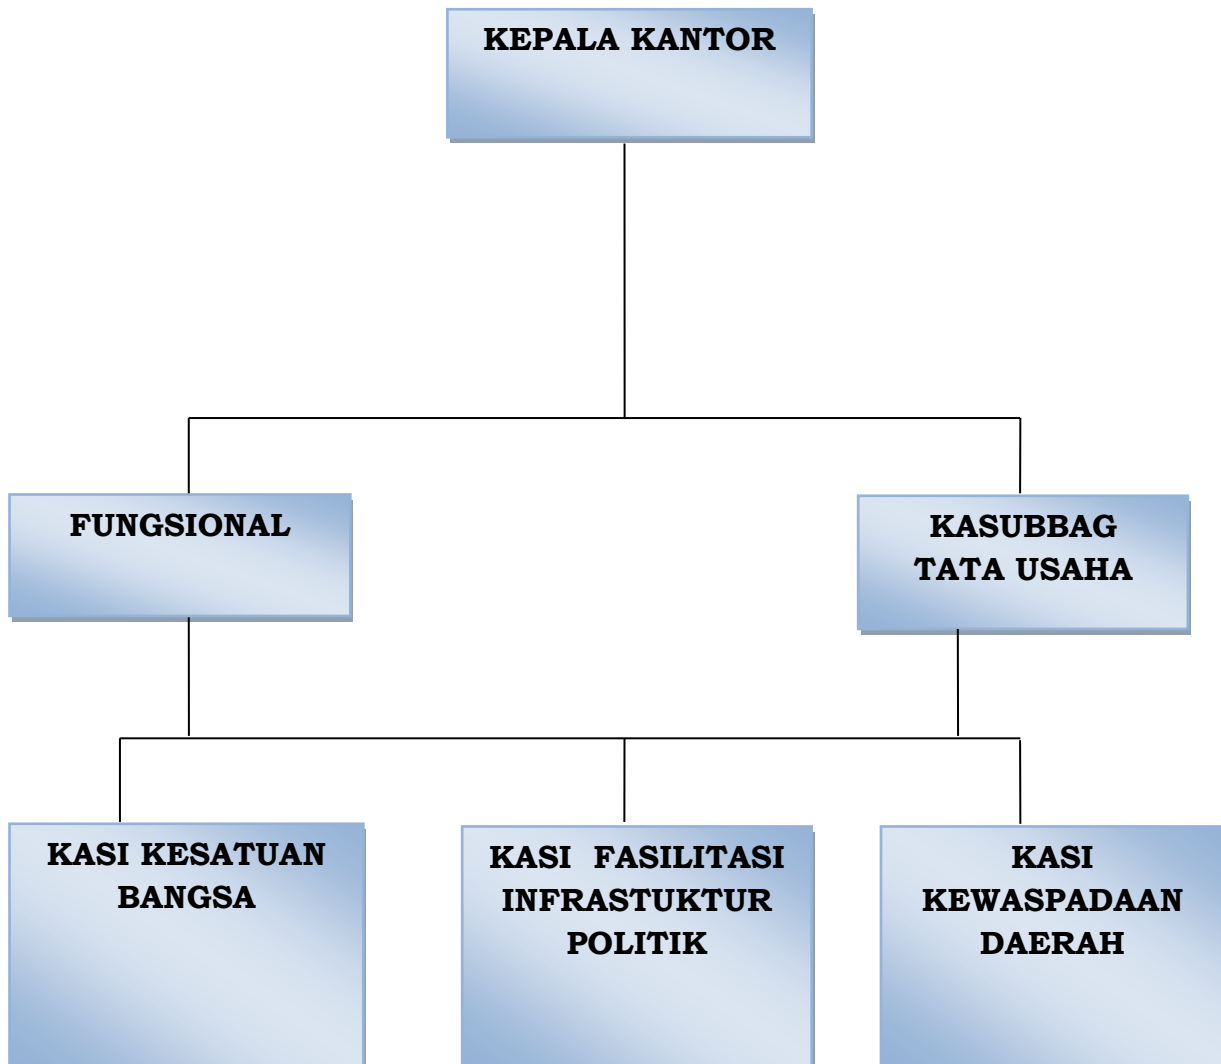 KEPALA KANTOR
FUNGSIONAL
KASUBBAG
TATA USAHA
KASI KESATUAN
BANGSA
KASI  FASILITASI
INFRASTUKTUR
POLITIK
KASI
KEWASPADAAN
DAERAH